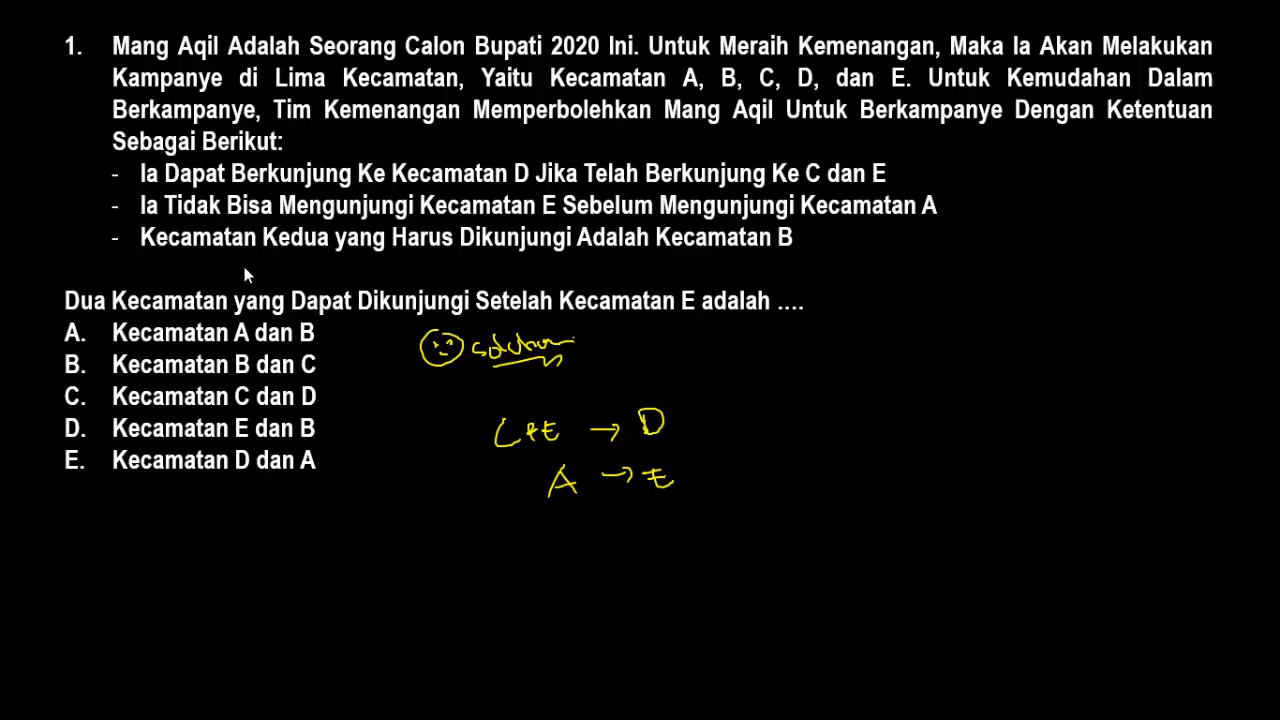 1. Mang Aqil Adalah Seorang Calon Bupati 2020 Ini. Untuk Meraih Kemenangan, Maka Ia Akan Melakukan
Kampanye di Lima Kecamatan, Yaitu Kecamatan A, B, C, D, dan E. Untuk Kemudahan Dalam
Berkampanye, Tim Kemenangan Memperbolehkan Mang Aqil Untuk Berkampanye Dengan Ketentuan
Sebagai Berikut:
- Ia Dapat Berkunjung Ke Kecamatan D Jika Telah Berkunjung Ke C dan E
- Ia Tidak Bisa Mengunjungi Kecamatan E Sebelum Mengunjungi Kecamatan A
- Kecamatan Kedua yang Harus Dikunjungi Adalah Kecamatan B
Dua Kecamatan yang Dapat Dikunjungi Setelah Kecamatan E adalah ....
A. Kecamatan A dan B
B. Kecamatan B dan C
C. Kecamatan C dan D
D. Kecamatan E dan B
E. Kecamatan D dan A
solution
C & E → D
A → E